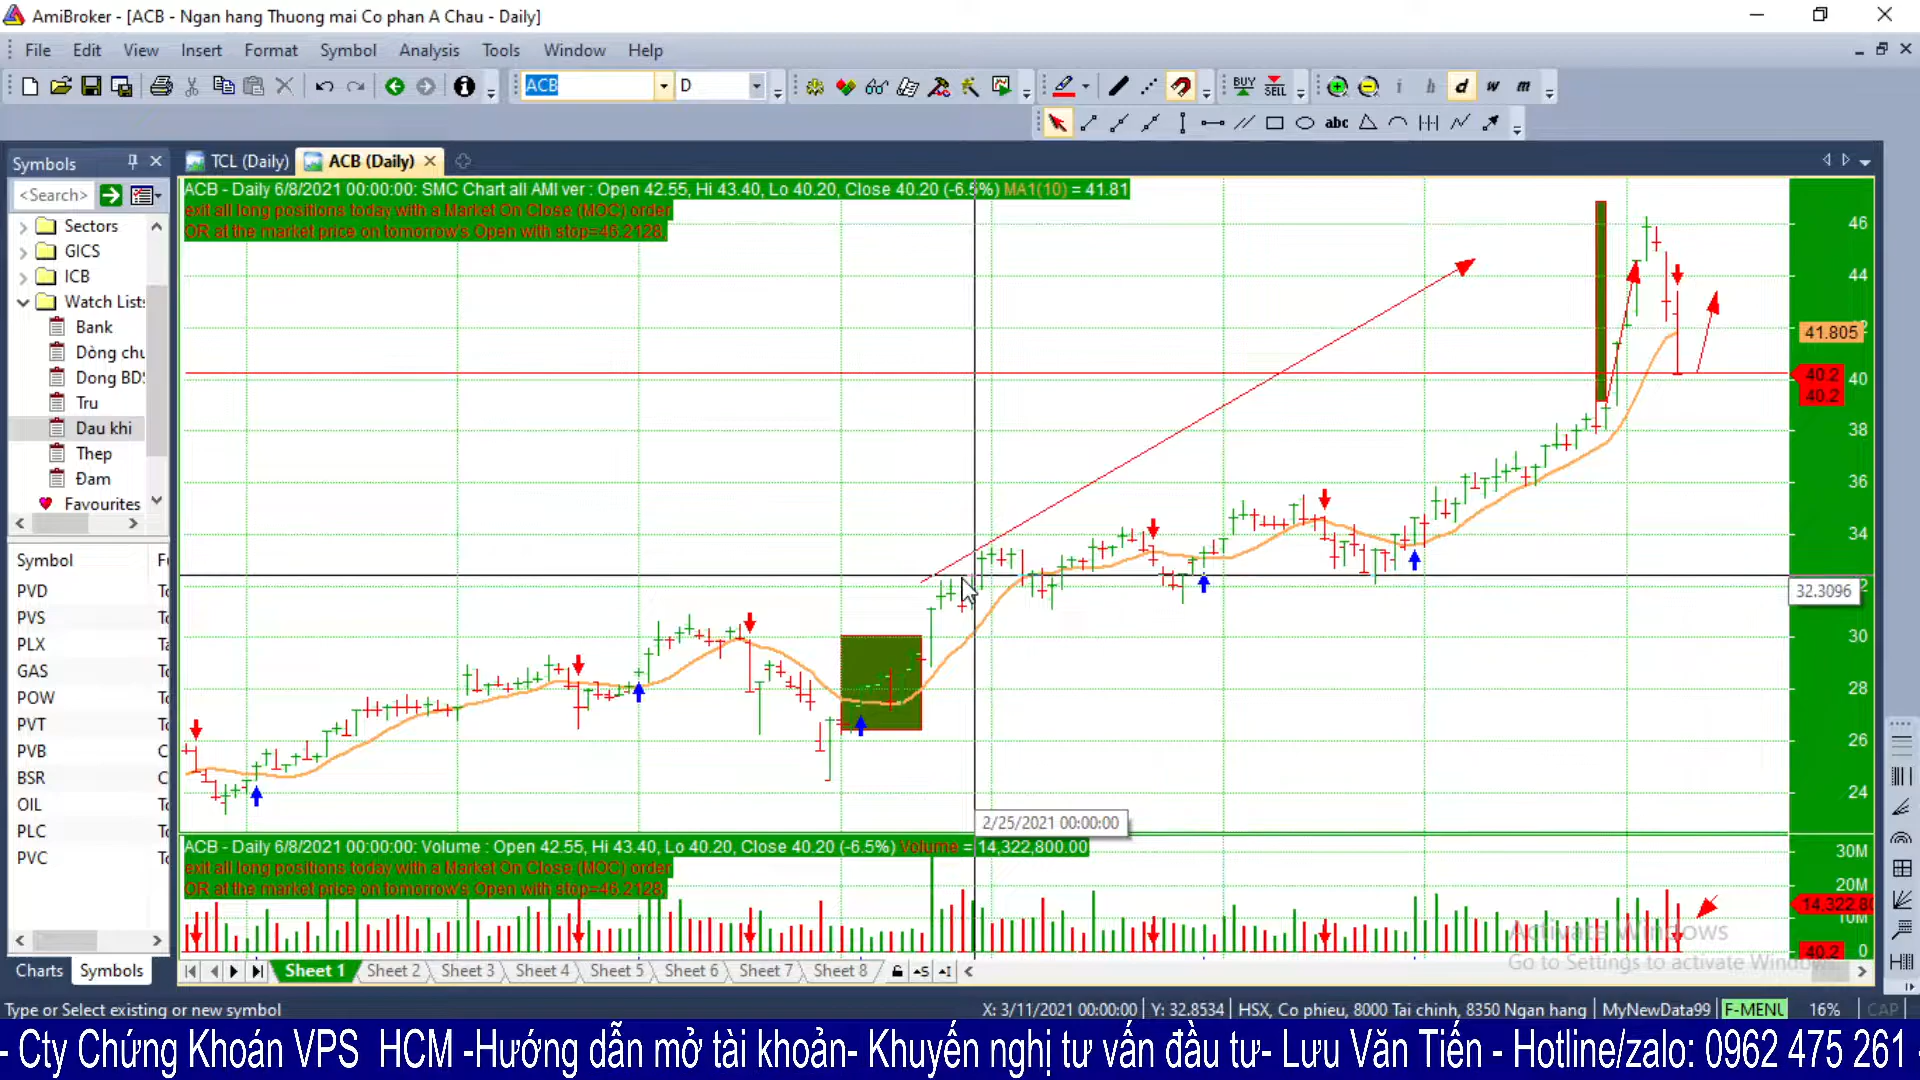 AmiBroker - [ACB - Ngan hang Thuong mai Co phan A Chau - Daily]
File Edit View Insert Format Symbol Analysis Tools Window Help
ACB D BUY SELL i h d w m
abc
Symbols
TCL (Daily) ACB (Daily)
<Search>
Sectors
GICS
ICB
Watch Lists
Bank
Dòng
Dong
Tru
Dau khi
Thep
Đam
Favourites
Symbol
PVD
PVS
PLX
GAS
POW
PVT
PVB
BSR
OIL
PLC
PVC
Charts Symbols
ACB - Daily 6/8/2021 00:00:00: SMC Chart all AMI ver : Open 42.55, Hi 43.40, Lo 40.20, Close 40.20 (-6.5%) MA1(10) = 41.81
exit all long positions today with a Market On Close (MOC) order
OR at the market price on tomorrow's Open with stop=46.2128.
46
44
41.805
40.2
40
40.2
38
36
34
32.3096
30
28
26
24
2/25/2021 00:00:00
ACB - Daily 6/8/2021 00:00:00: Volume : Open 42.55, Hi 43.40, Lo 40.20, Close 40.20 (-6.5%) Volume = 14,322,800.00
exit all long positions today with a Market On Close (MOC) order
OR at the market price on tomorrow's Open with stop=46.2128.
30M
20M
14,322,80
10M
40.2
0
Activate Windows
Go to Settings to activate Windows
Sheet 1 Sheet 2 Sheet 3 Sheet 4 Sheet 5 Sheet 6 Sheet 7 Sheet 8
Type or Select existing or new symbol X: 3/11/2021 00:00:00 Y: 32.8534 HSX, Co phieu, 8000 Tai chinh, 8350 Ngan hang MyNewData99 F-MENU 16% CAP
- Cty Chứng Khoán VPS HCM -Hướng dẫn mở tài khoản- Khuyến nghị tư vấn đầu tư- Lưu Văn Tiến - Hotline/zalo: 0962 475 261 -